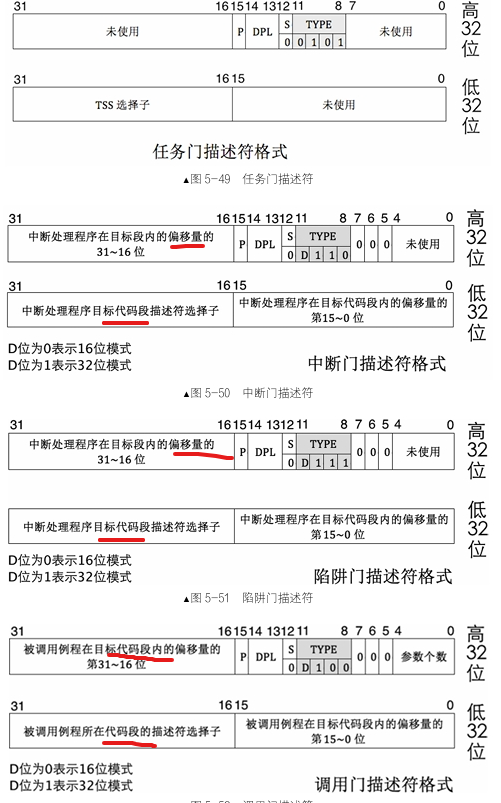 31 16 15 14 13 12 11 8 7 0
未使用 P DPL S TYPE 未使用
0 0 1 0 1
高32位
31 16 15 0
TSS 选择子 未使用
低32位
任务门描述符格式
▲图 5-49 任务门描述符
31 16 15 14 13 12 11 8 7 6 5 4 0
中断处理程序在目标段内的偏移量的
31~16 位
P DPL S TYPE 0 0 0 未使用
0 D 1 1 0
高32位
31 16 15 0
中断处理程序目标代码段描述符选择子
中断处理程序在目标代码段内的偏移量的
第15~0 位
低32位
D位为0表示16位模式
D位为1表示32位模式
中断门描述符格式
▲图 5-50 中断门描述符
31 16 15 14 13 12 11 8 7 6 5 4 0
中断处理程序在目标段内的偏移量的
31~16 位
P DPL S TYPE 0 0 0 未使用
0 D 1 1 1
高32位
中断处理程序目标代码段描述符选择子
中断处理程序在目标代码段内的偏移量的
第15~0 位
低32位
D位为0表示16位模式
D位为1表示32位模式
陷阱门描述符格式
▲图 5-51 陷阱门描述符
31 16 15 14 13 12 11 8 7 6 5 4 0
被调用例程在目标代码段内的偏移量的
第31~16 位
P DPL S TYPE 0 0 0 参数个数
0 D 1 0 0
高32位
31 16 15 0
被调用例程所在代码段的描述符选择子
被调用例程在目标代码段内的偏移量的
第15~0 位
低32位
D位为0表示16位模式
D位为1表示32位模式
调用门描述符格式